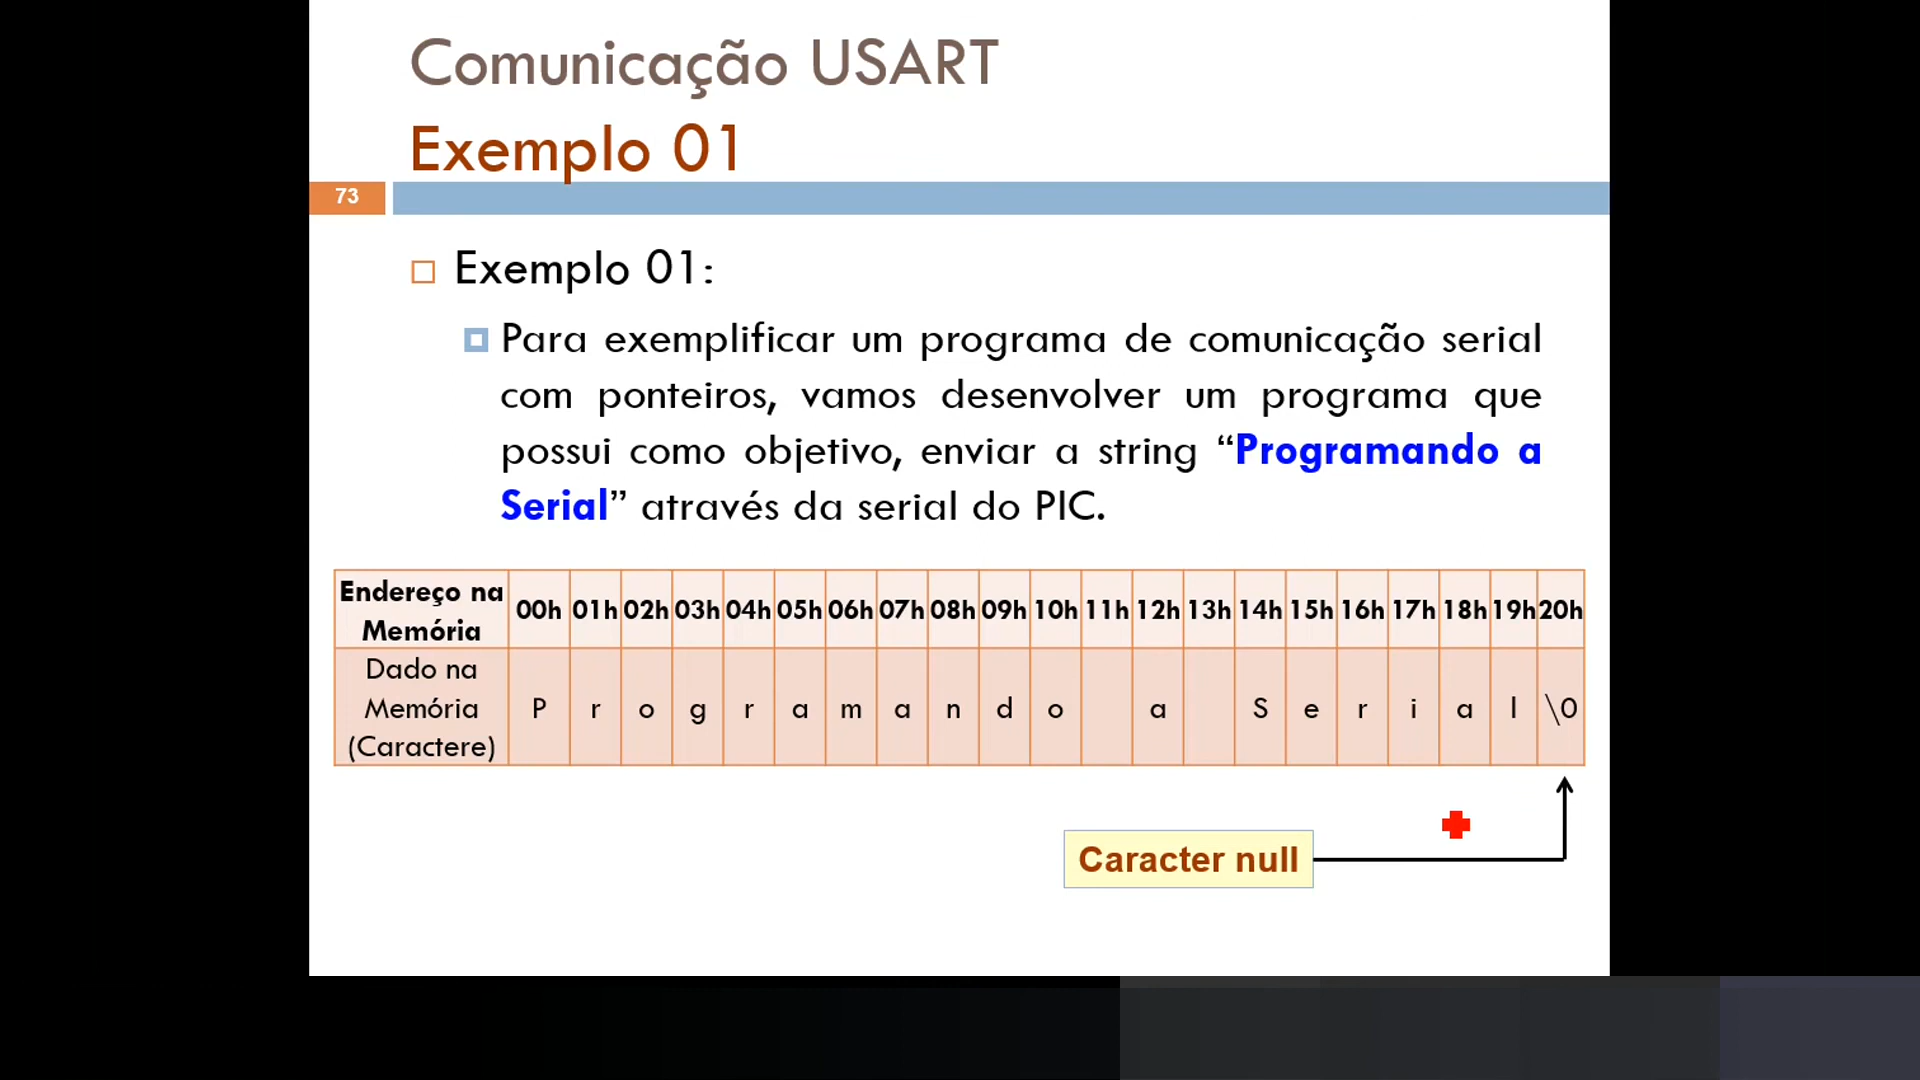 Comunicação USART
Exemplo 01
73
Exemplo 01:
Para exemplificar um programa de comunicação serial
com ponteiros, vamos desenvolver um programa que
possui como objetivo, enviar a string “Programando a
Serial” através da serial do PIC.
Endereço na Memória 00h 01h 02h 03h 04h 05h 06h 07h 08h 09h 10h 11h 12h 13h 14h 15h 16h 17h 18h 19h 20h
Dado na Memória (Caractere) P r o g r a m a n d o a S e r i a l \0
Caracter null